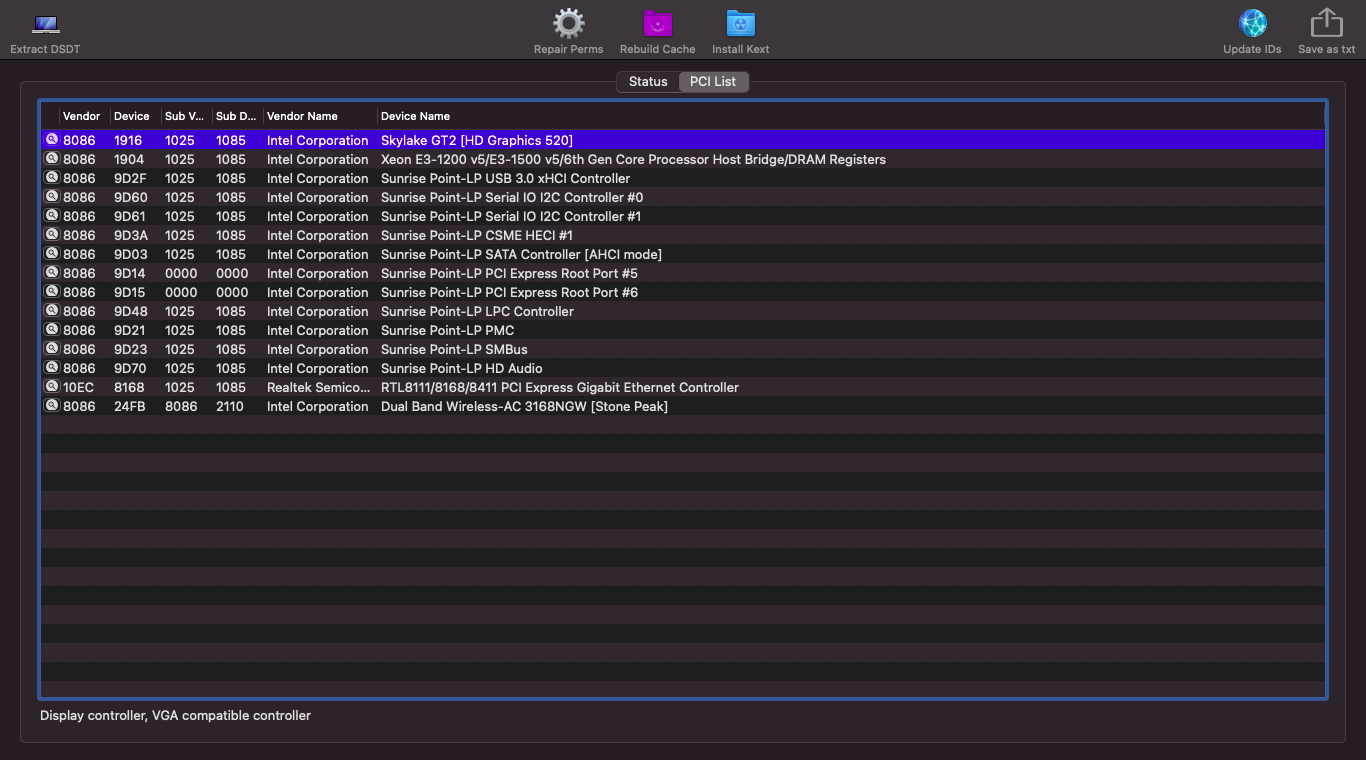 Extract DSDT Repair Perms Rebuild Cache Install Kext Update IDs Save as txt
Status PCI List
Vendor Device Sub V... Sub D... Vendor Name Device Name
8086 1916 1025 1085 Intel Corporation Skylake GT2 [HD Graphics 520]
8086 1904 1025 1085 Intel Corporation Xeon E3-1200 v5/E3-1500 v5/6th Gen Core Processor Host Bridge/DRAM Registers
8086 9D2F 1025 1085 Intel Corporation Sunrise Point-LP USB 3.0 xHCI Controller
8086 9D60 1025 1085 Intel Corporation Sunrise Point-LP Serial IO I2C Controller #0
8086 9D61 1025 1085 Intel Corporation Sunrise Point-LP Serial IO I2C Controller #1
8086 9D3A 1025 1085 Intel Corporation Sunrise Point-LP CSME HECI #1
8086 9D03 1025 1085 Intel Corporation Sunrise Point-LP SATA Controller [AHCI mode]
8086 9D14 0000 0000 Intel Corporation Sunrise Point-LP PCI Express Root Port #5
8086 9D15 0000 0000 Intel Corporation Sunrise Point-LP PCI Express Root Port #6
8086 9D48 1025 1085 Intel Corporation Sunrise Point-LP LPC Controller
8086 9D21 1025 1085 Intel Corporation Sunrise Point-LP PMC
8086 9D23 1025 1085 Intel Corporation Sunrise Point-LP SMBus
8086 9D70 1025 1085 Intel Corporation Sunrise Point-LP HD Audio
10EC 8168 1025 1085 Realtek Semico... RTL8111/8168/8411 PCI Express Gigabit Ethernet Controller
8086 24FB 8086 2110 Intel Corporation Dual Band Wireless-AC 3168NGW [Stone Peak]
Display controller, VGA compatible controller